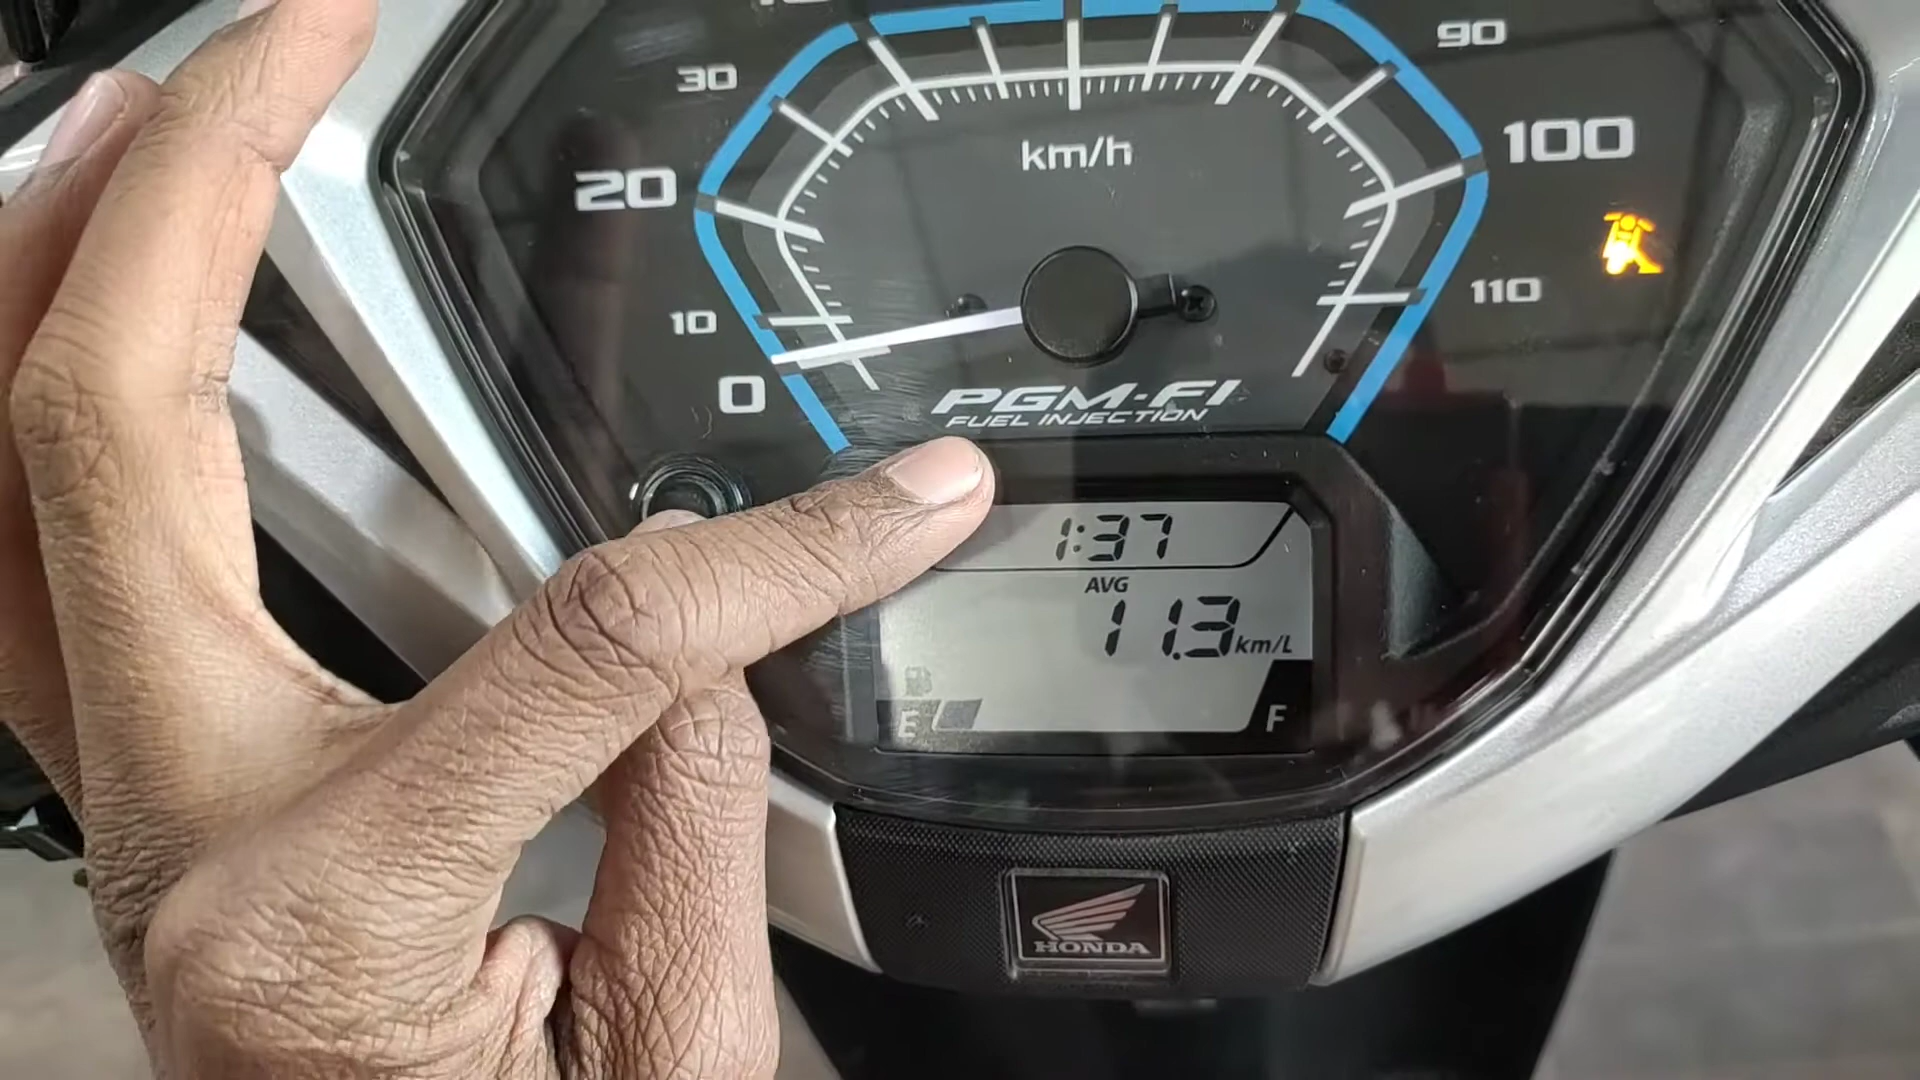 90
30
100
km/h
20
110
10
0
PGM-FI
FUEL INJECTION
1:37
AVG
11.3 km/L
E
F
HONDA